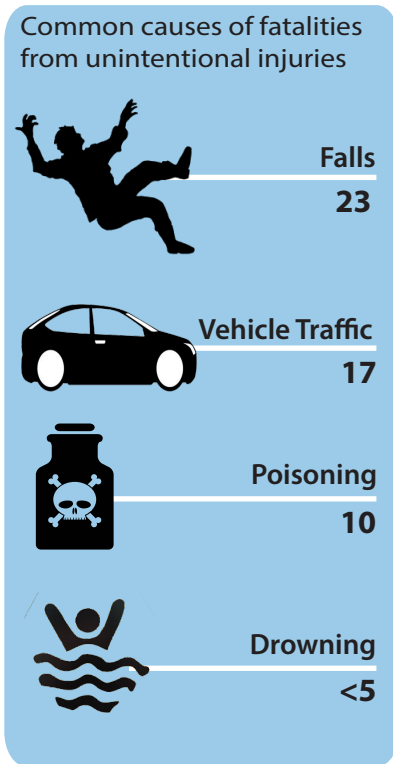 Common causes of fatalities
from unintentional injuries
Falls
23
Vehicle Traffic
17
Poisoning
10
Drowning
<5